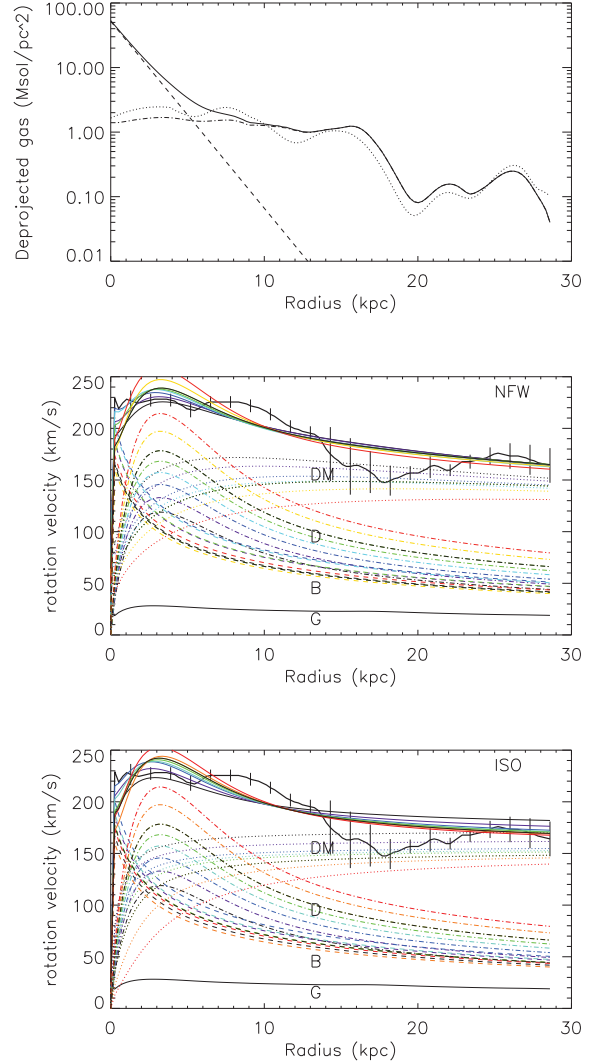 100.00
10.00
1.00
0.10
0.01
Deprojected gas (Msol/pc^2)
0 10 20 30
Radius (kpc)
NFW
250
200
150
100
50
0
rotation velocity (km/s)
DM
D
B
G
0 10 20 30
Radius (kpc)
ISO
250
200
150
100
50
0
rotation velocity (km/s)
DM
D
B
G
0 10 20 30
Radius (kpc)